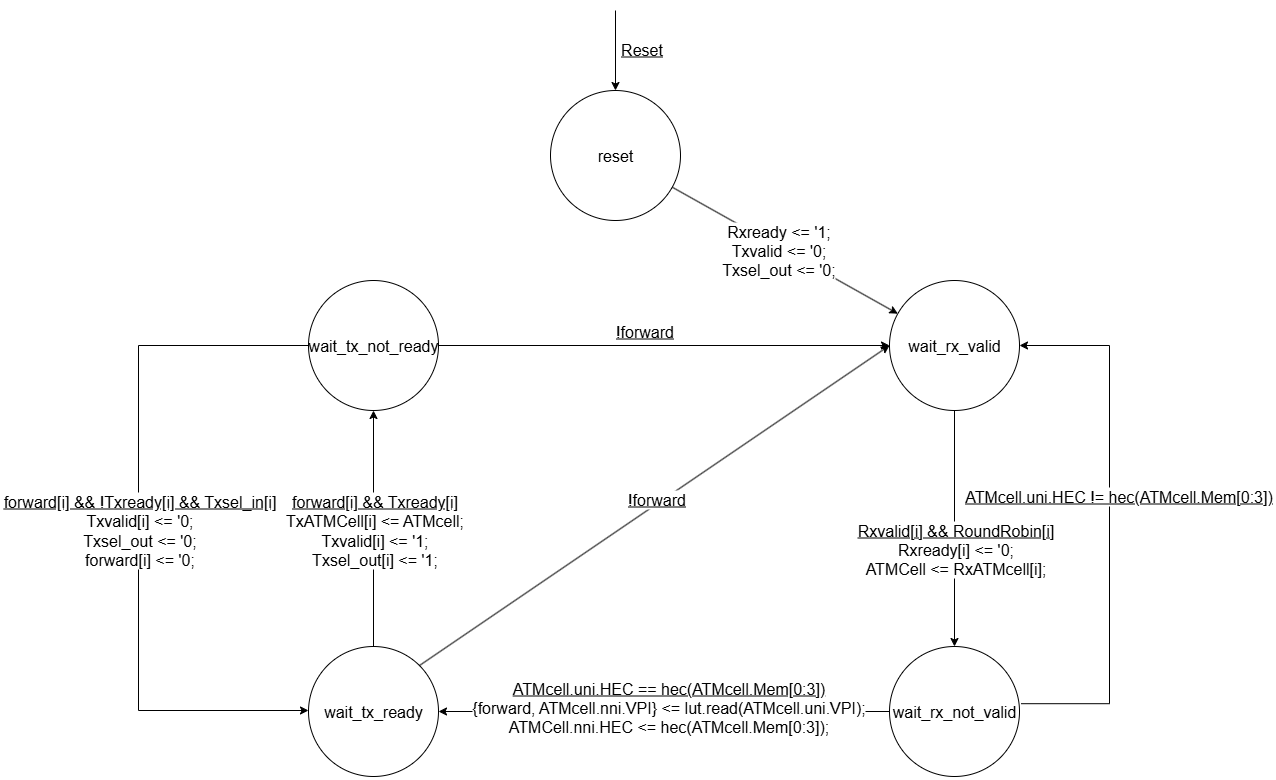 Reset
reset
Rxready <= '1;
Txvalid <= '0;
Txsel_out <= '0;
wait_tx_not_ready
!forward
wait_rx_valid
forward[i] && !Txready[i] && Txsel_in[i]
Txvalid[i] <= '0;
Txsel_out <= '0;
forward[i] <= '0;
forward[i] && Txready[i]
TxATMCell[i] <= ATMcell;
Txvalid[i] <= '1;
Txsel_out[i] <= '1;
!forward
Rxvalid[i] && RoundRobin[i]
Rxready[i] <= '0;
ATMCell <= RxATMcell[i];
ATMcell.uni.HEC != hec(ATMcell.Mem[0:3])
wait_tx_ready
ATMcell.uni.HEC == hec(ATMcell.Mem[0:3])
{forward, ATMcell.nni.VPI} <= lut.read(ATMcell.uni.VPI);
ATMCell.nni.HEC <= hec(ATMcell.Mem[0:3]);
wait_rx_not_valid